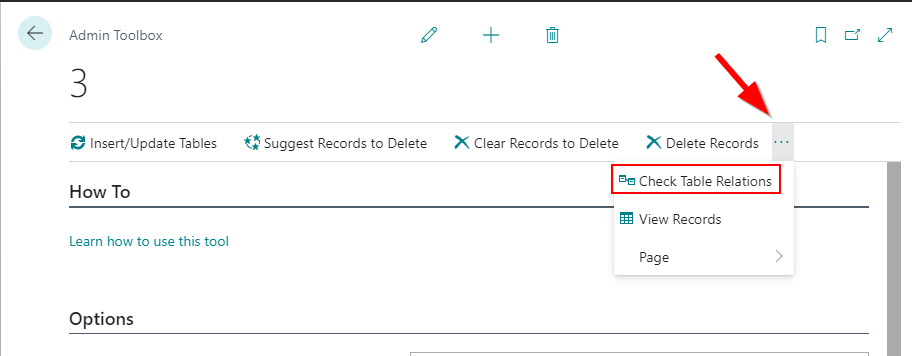 Admin Toolbox
3
Insert/Update Tables Suggest Records to Delete Clear Records to Delete Delete Records ...
Check Table Relations
How To
View Records
Learn how to use this tool
Page
Options